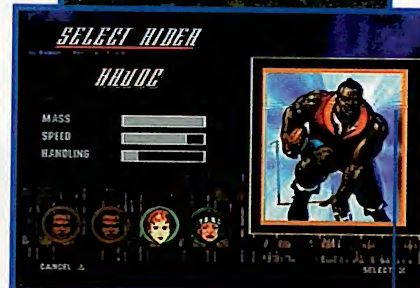 SELECT RIDER
HAVOC
MASS
SPEED
HANDLING
CANCEL △
SELECT ✕